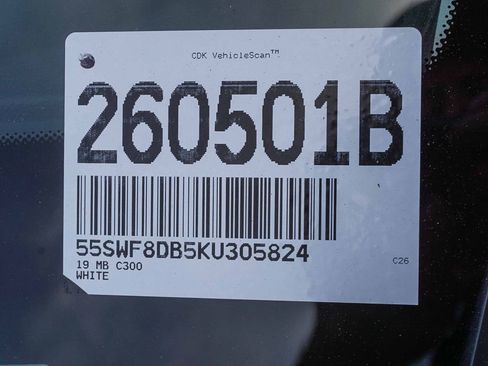 CDK VehicleScan™
260501B
55SWF8DB5KU305824
19 MB C300
WHITE
C26